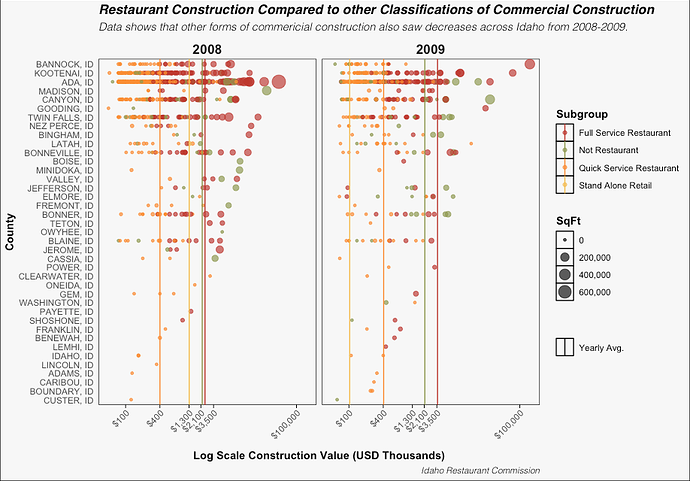 Restaurant Construction Compared to other Classifications of Commercial Construction
Data shows that other forms of commericial construction also saw decreases across Idaho from 2008-2009.
2008
2009
BANNOCK, ID
KOOTENAI, ID
ADA, ID
MADISON, ID
CANYON, ID
GOODING, ID
TWIN FALLS, ID
NEZ PERCE, ID
BINGHAM, ID
LATAH, ID
BONNEVILLE, ID
BOISE, ID
MINIDOKA, ID
VALLEY, ID
JEFFERSON, ID
ELMORE, ID
FREMONT, ID
BONNER, ID
TETON, ID
OWYHEE, ID
BLAINE, ID
JEROME, ID
CASSIA, ID
POWER, ID
CLEARWATER, ID
ONEIDA, ID
GEM, ID
WASHINGTON, ID
PAYETTE, ID
SHOSHONE, ID
FRANKLIN, ID
BENEWAH, ID
LEMHI, ID
IDAHO, ID
LINCOLN, ID
ADAMS, ID
CARIBOU, ID
BOUNDARY, ID
CUSTER, ID
County
$100
$400
$1,300
$2,100
$3,500
$100,000
$100
$400
$1,300
$2,100
$3,500
$100,000
Log Scale Construction Value (USD Thousands)
Idaho Restaurant Commission
Subgroup
Full Service Restaurant
Not Restaurant
Quick Service Restaurant
Stand Alone Retail
SqFt
0
200,000
400,000
600,000
Yearly Avg.